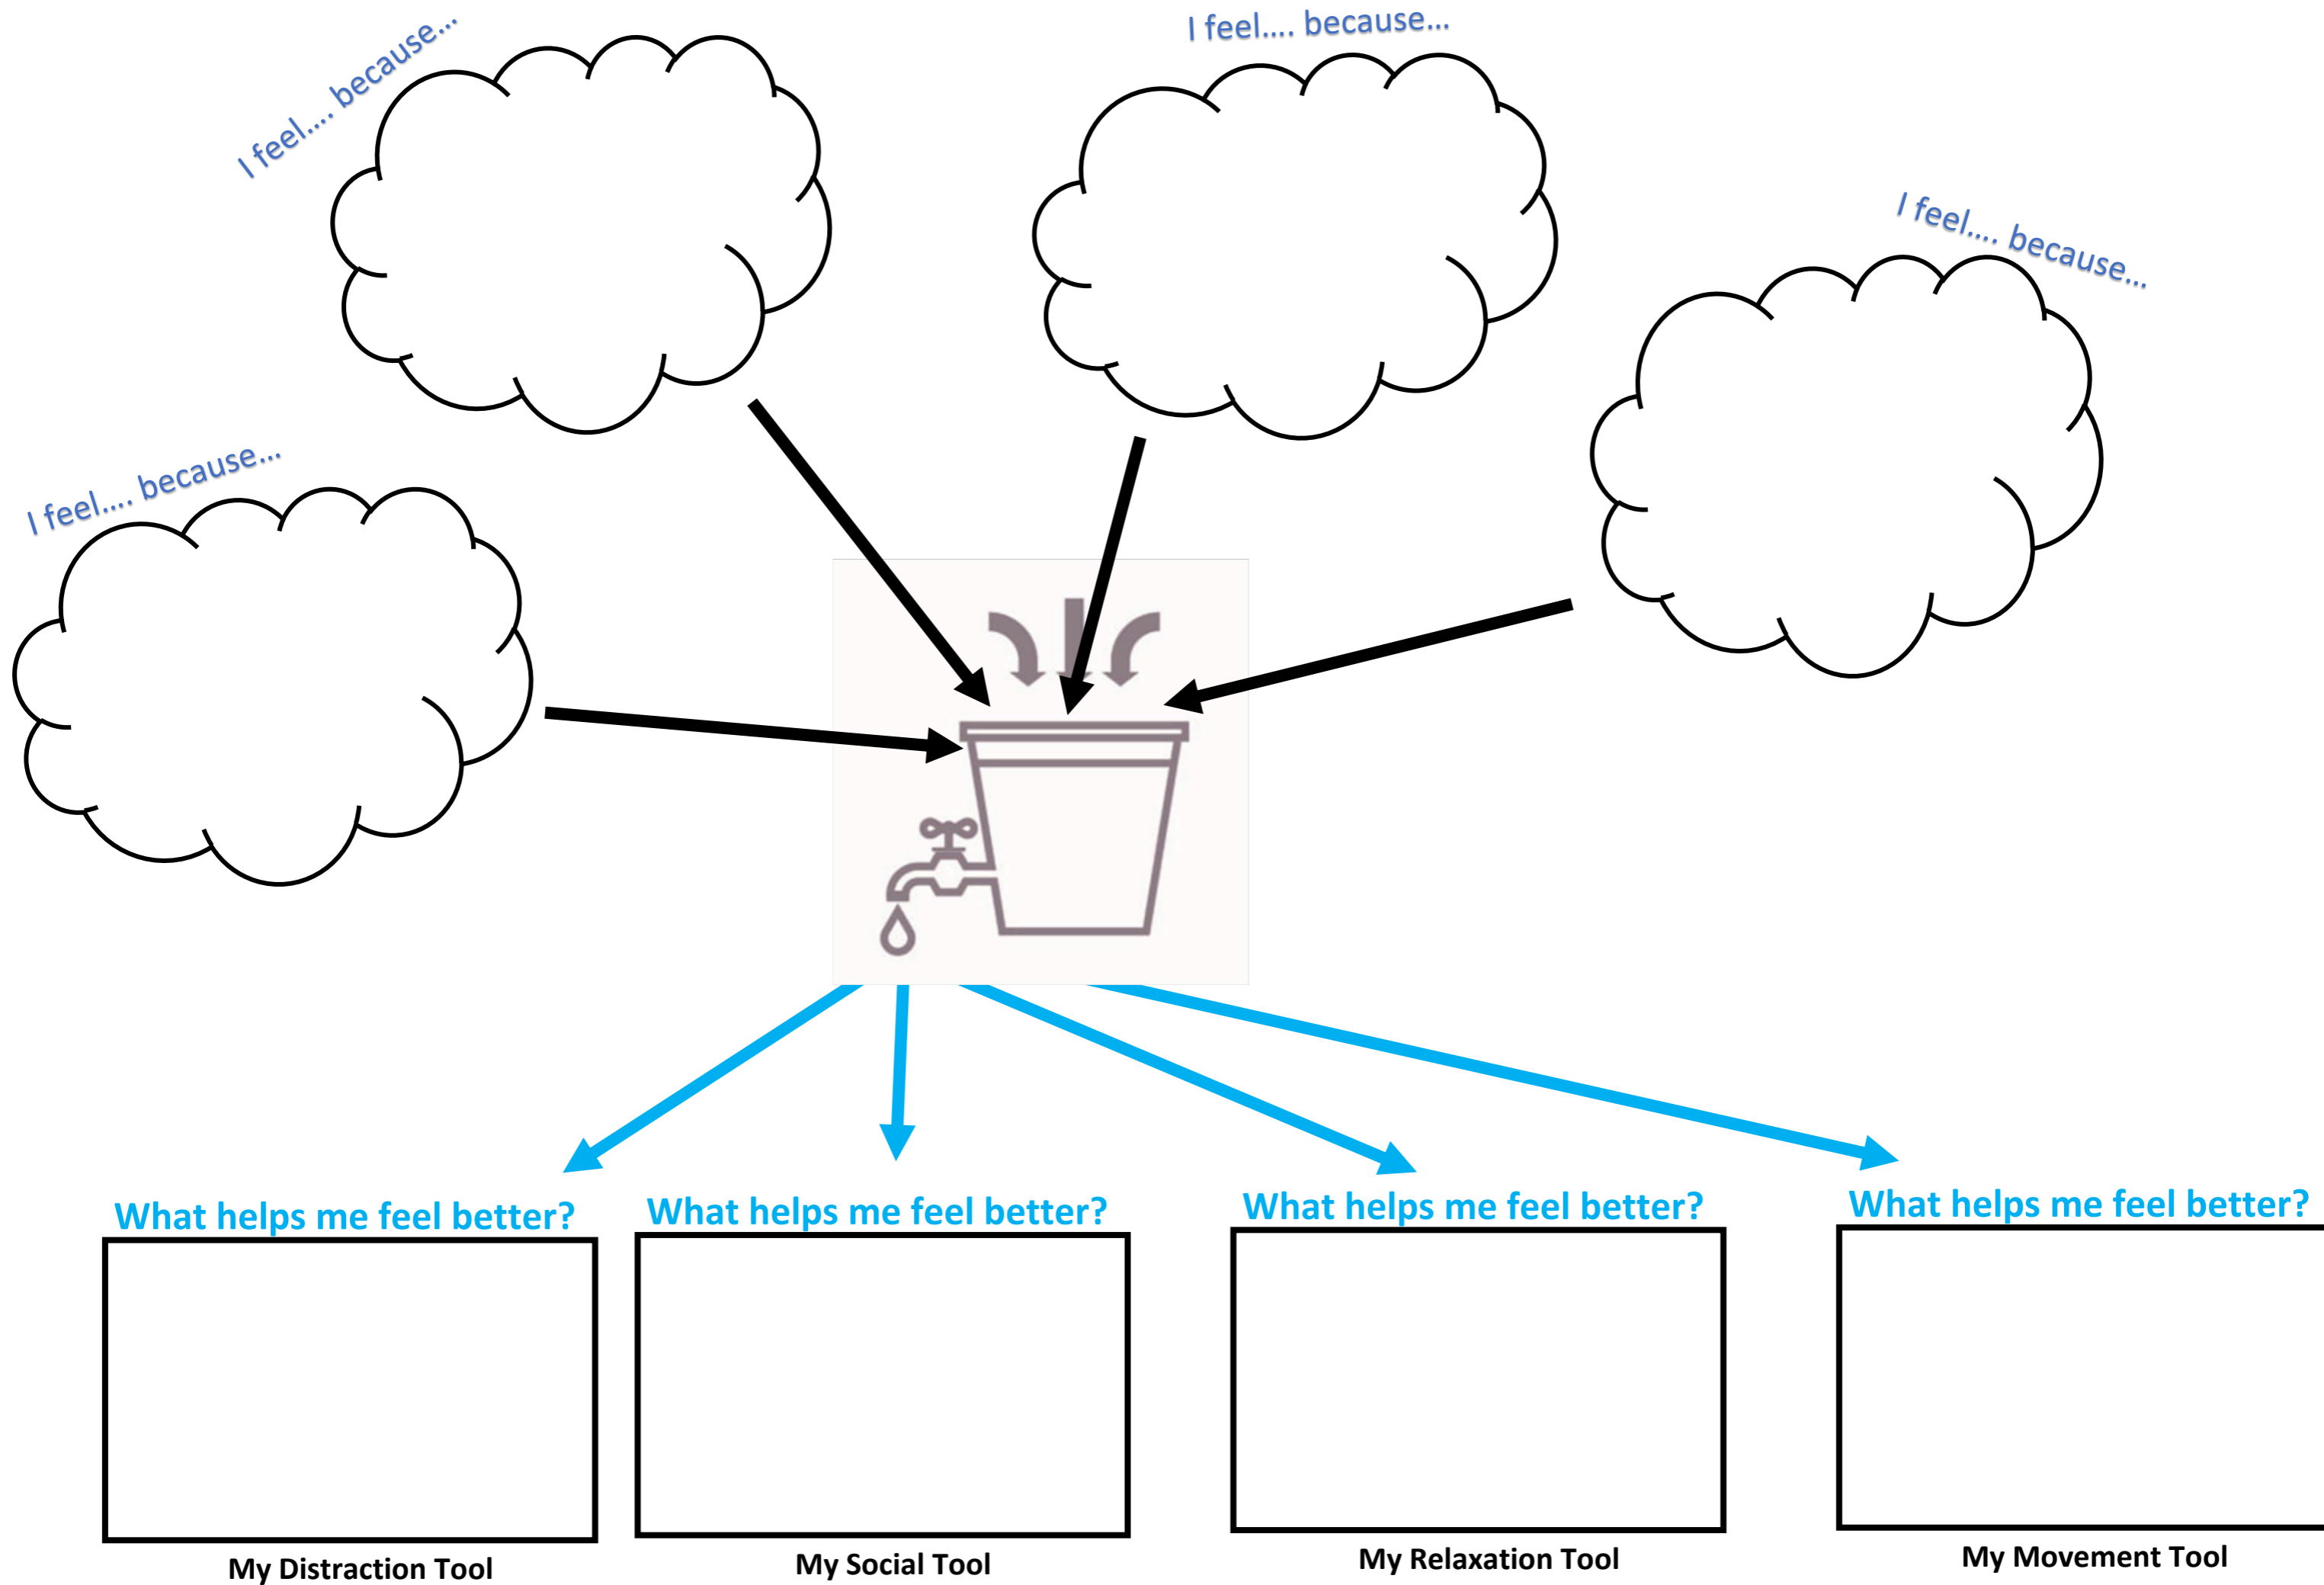 I feel.... because...
I feel.... because...
I feel.... because...
I feel.... because...
What helps me feel better?
What helps me feel better?
What helps me feel better?
What helps me feel better?
My Distraction Tool
My Social Tool
My Relaxation Tool
My Movement Tool